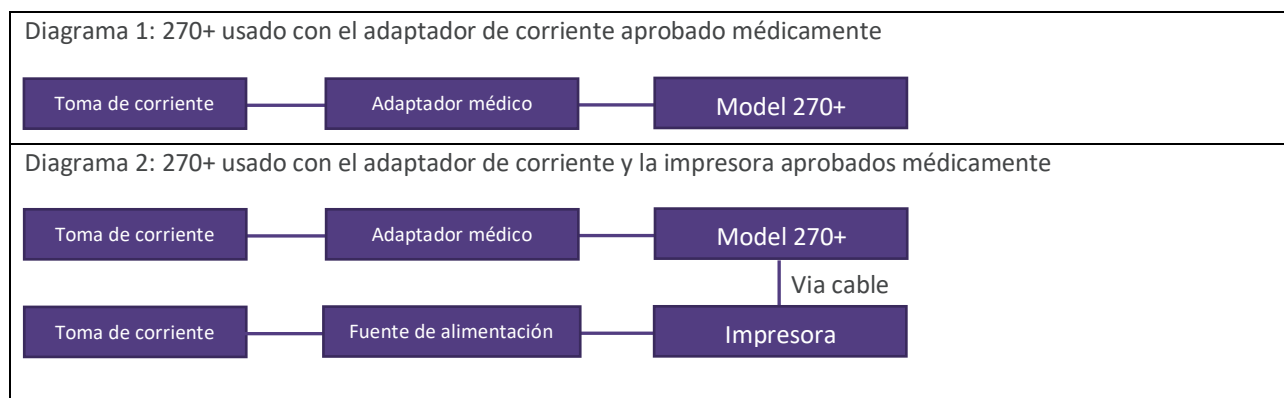 Diagrama 1: 270+ usado con el adaptador de corriente aprobado médicamente
Toma de corriente
Adaptador médico
Model 270+
Diagrama 2: 270+ usado con el adaptador de corriente y la impresora aprobados médicamente
Toma de corriente
Adaptador médico
Model 270+
Via cable
Toma de corriente
Fuente de alimentación
Impresora